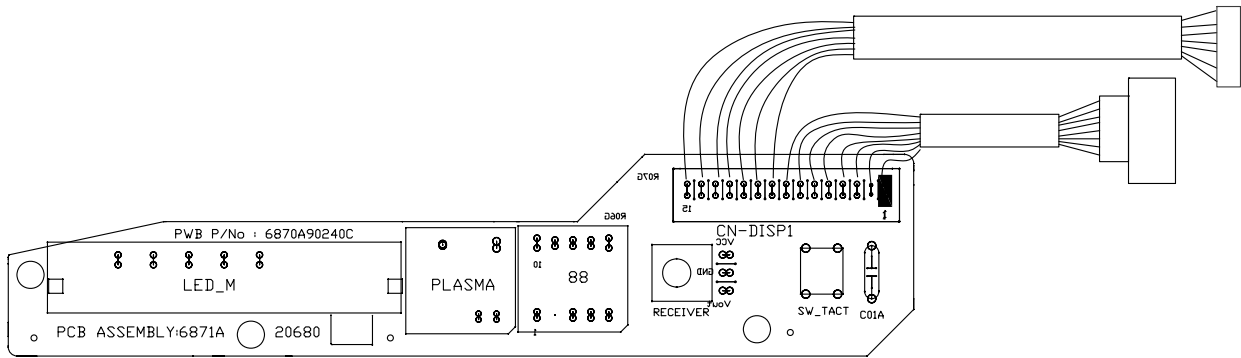 R07G
15
1
CN-DISP1
R06G
PWB P/No : 6870A90240C
VCC
GND
Vout
10
88
1
LED_M
PLASMA
RECEIVER
SW_TACT
C01A
PCB ASSEMBLY:6871A
20680